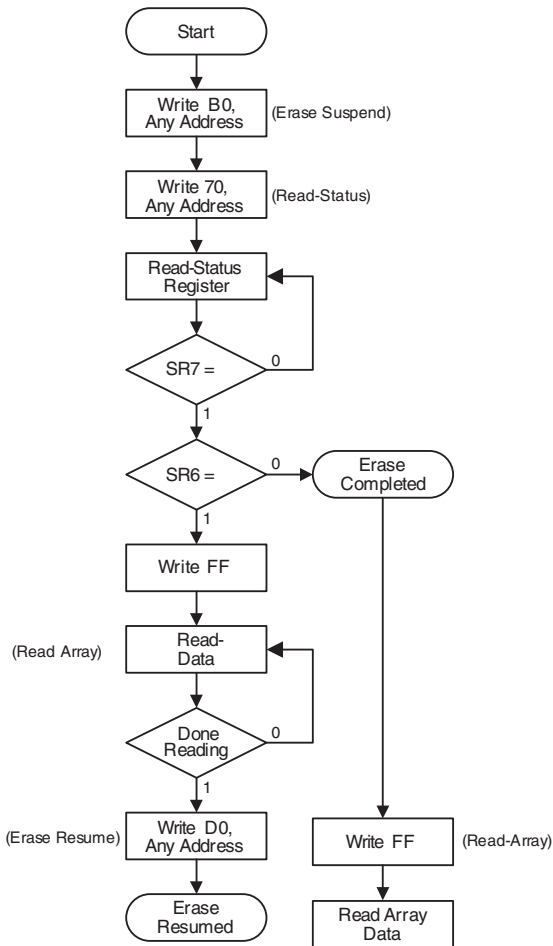 Start
Write B0,
Any Address
(Erase Suspend)
Write 70,
Any Address
(Read-Status)
Read-Status
Register
0
SR7 =
1
0
SR6 =
Erase
Completed
1
Write FF
(Read Array)
Read-
Data
0
Done
Reading
1
(Erase Resume)
Write D0,
Any Address
Write FF
(Read-Array)
Erase
Resumed
Read Array
Data